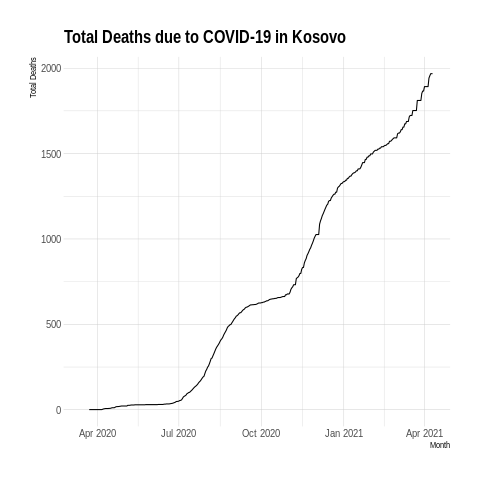 Total Deaths due to COVID-19 in Kosovo
Total Deaths
2000
1500
1000
500
0
Apr 2020 Jul 2020 Oct 2020 Jan 2021 Apr 2021
Month